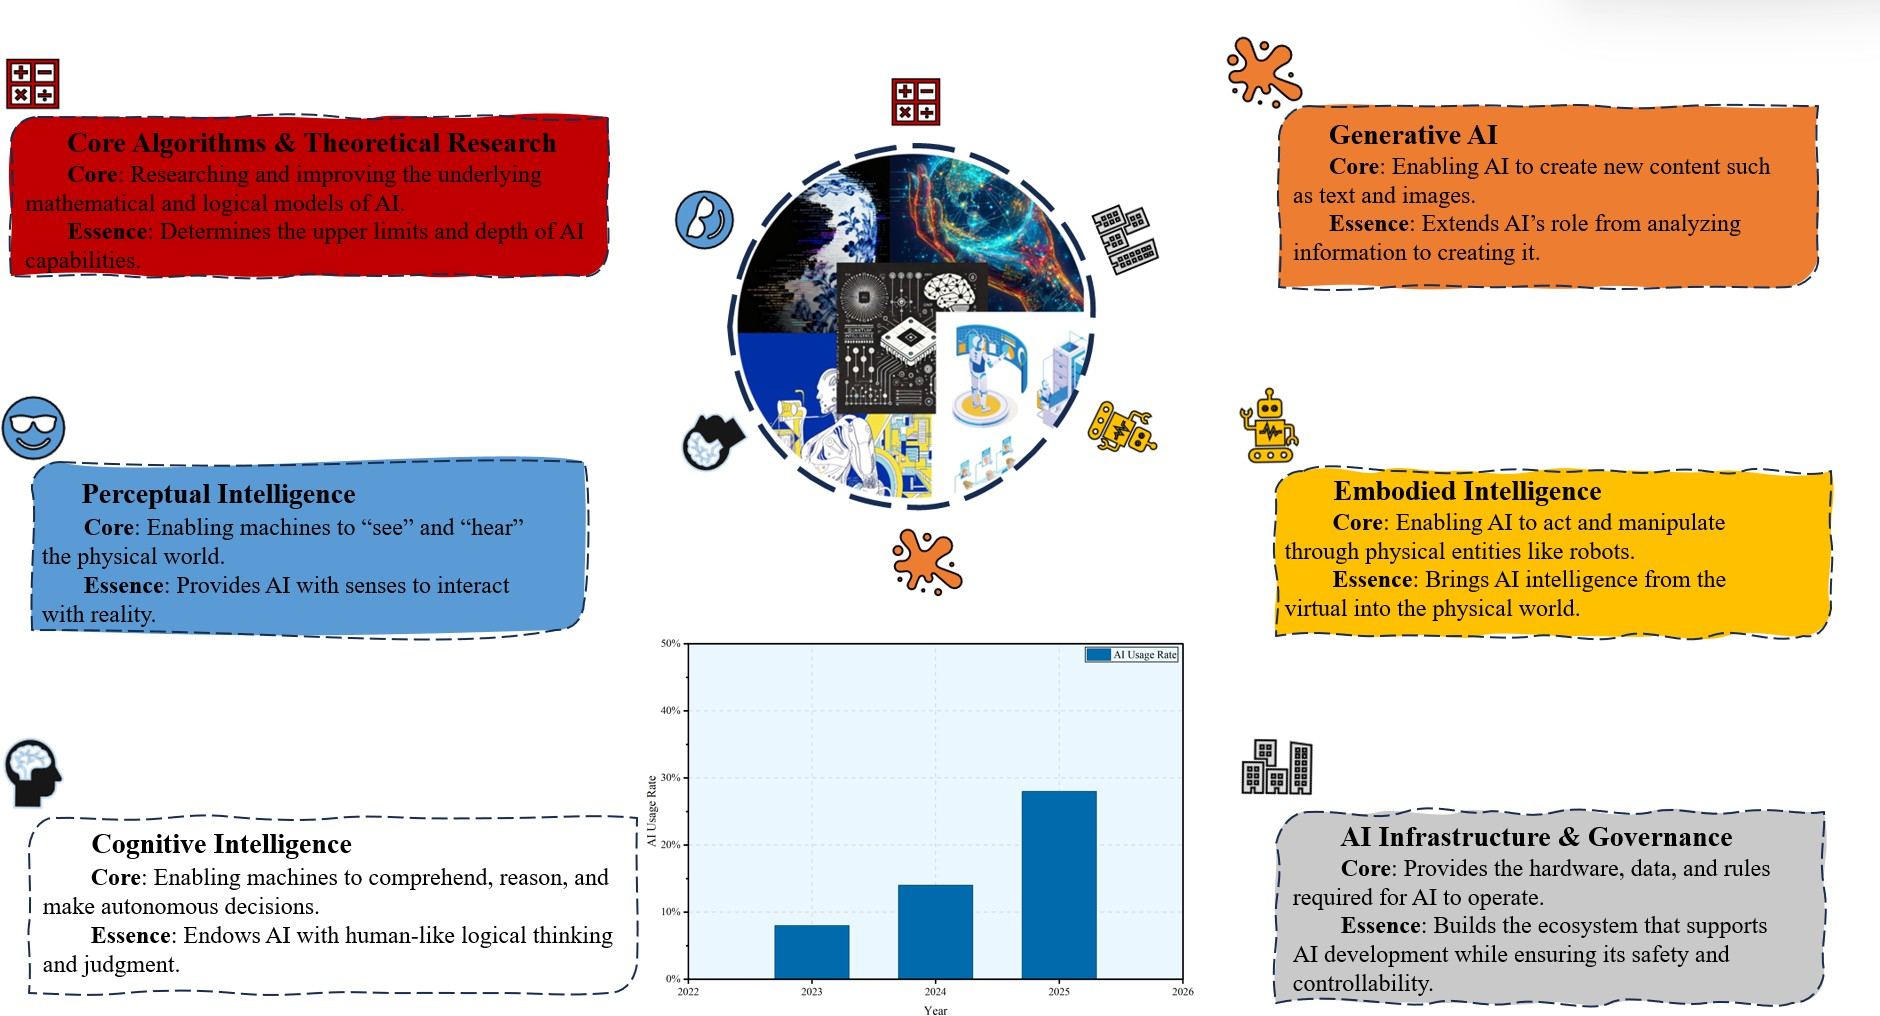 Core Algorithms & Theoretical Research
Core: Researching and improving the underlying
mathematical and logical models of AI.
Essence: Determines the upper limits and depth of AI
capabilities.
Perceptual Intelligence
Core: Enabling machines to “see” and “hear”
the physical world.
Essence: Provides AI with senses to interact
with reality.
Cognitive Intelligence
Core: Enabling machines to comprehend, reason, and
make autonomous decisions.
Essence: Endows AI with human-like logical thinking
and judgment.
50%
40%
30%
20%
10%
0%
AI Usage Rate
AI Usage Rate
2022
2023
2024
2025
2026
Year
Generative AI
Core: Enabling AI to create new content such
as text and images.
Essence: Extends AI’s role from analyzing
information to creating it.
Embodied Intelligence
Core: Enabling AI to act and manipulate
through physical entities like robots.
Essence: Brings AI intelligence from the
virtual into the physical world.
AI Infrastructure & Governance
Core: Provides the hardware, data, and rules
required for AI to operate.
Essence: Builds the ecosystem that supports
AI development while ensuring its safety and
controllability.